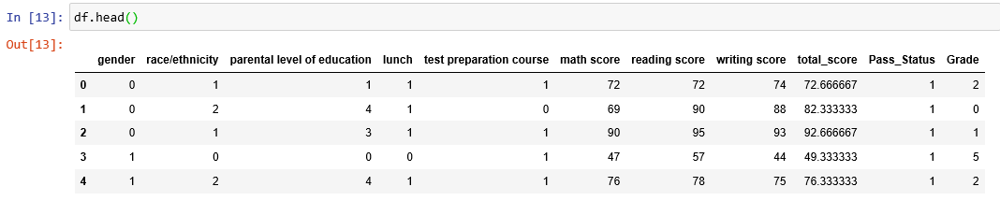 In [13]: df.head()
Out[13]:
gender race/ethnicity parental level of education lunch test preparation course math score reading score writing score total_score Pass_Status Grade
0 0 1 1 1 1 72 72 74 72.666667 1 2
1 0 2 4 1 0 69 90 88 82.333333 1 0
2 0 1 3 1 1 90 95 93 92.666667 1 1
3 1 0 0 0 1 47 57 44 49.333333 1 5
4 1 2 4 1 1 76 78 75 76.333333 1 2